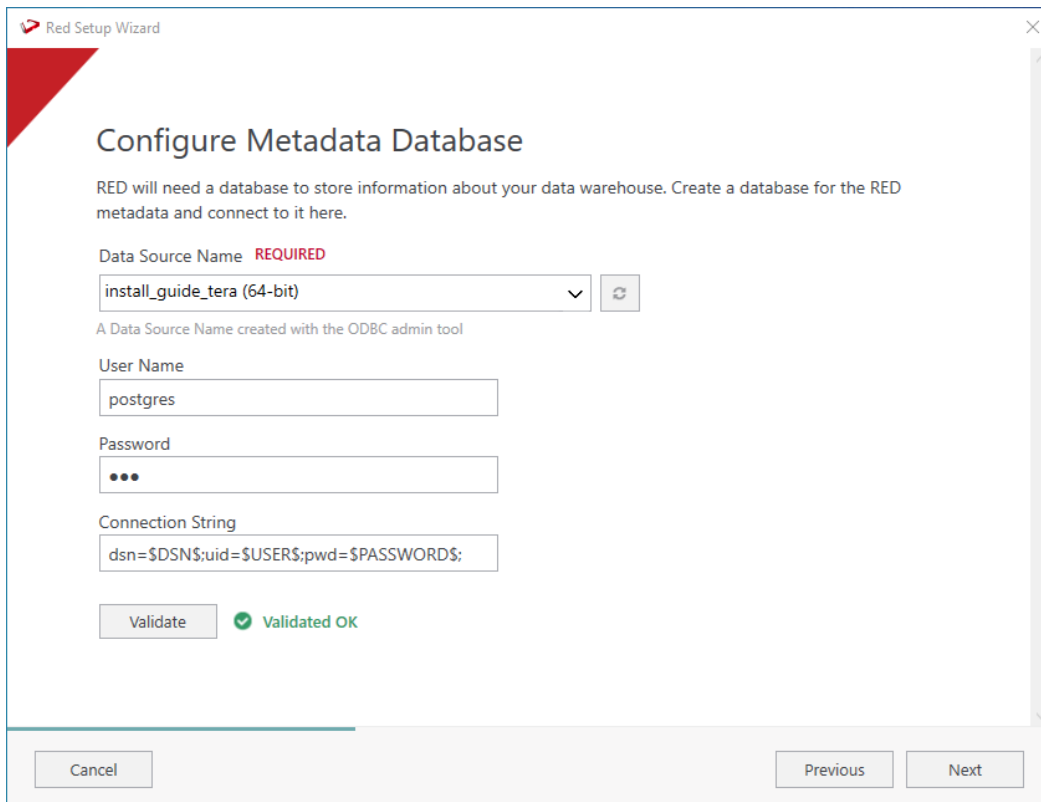 Red Setup Wizard
Configure Metadata Database
RED will need a database to store information about your data warehouse. Create a database for the RED
metadata and connect to it here.
Data Source Name REQUIRED
install_guide_tera (64-bit)
A Data Source Name created with the ODBC admin tool
User Name
postgres
Password
●●●
Connection String
dsn=$DSN$;uid=$USER$;pwd=$PASSWORD$;
Validate Validated OK
Cancel Previous Next